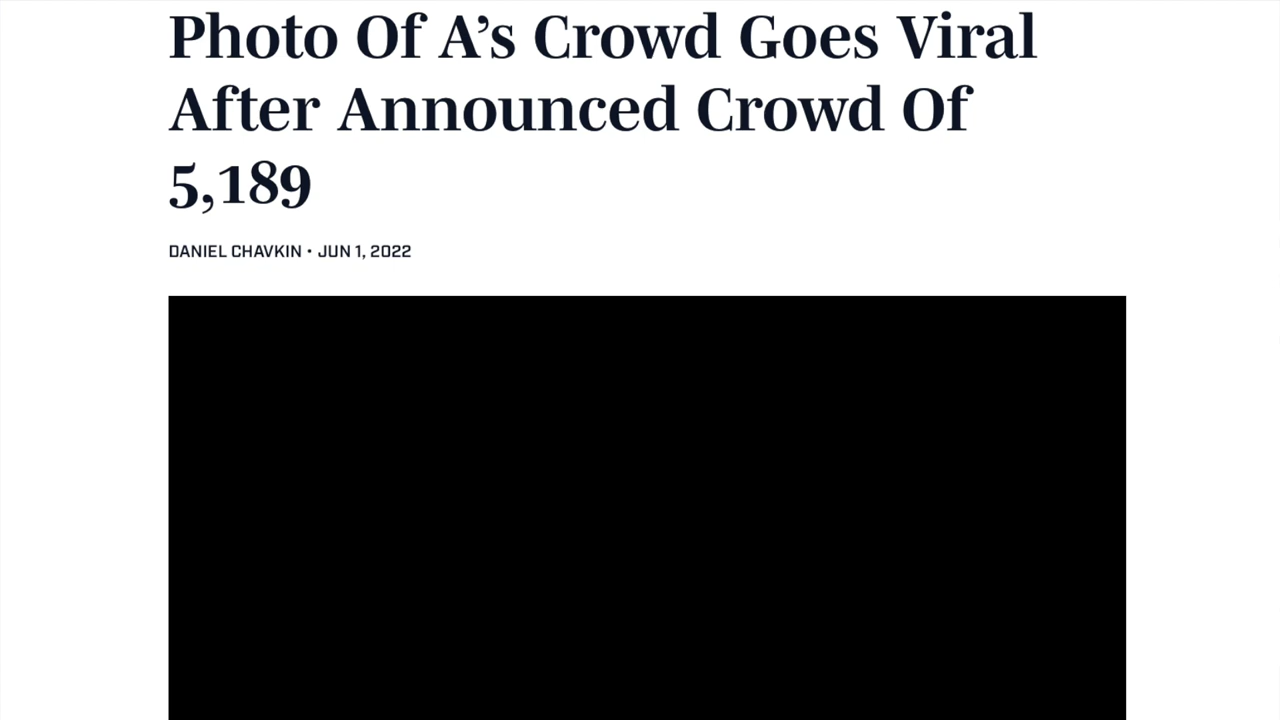 Photo Of A’s Crowd Goes Viral
After Announced Crowd Of
5,189
DANIEL CHAVKIN • JUN 1, 2022